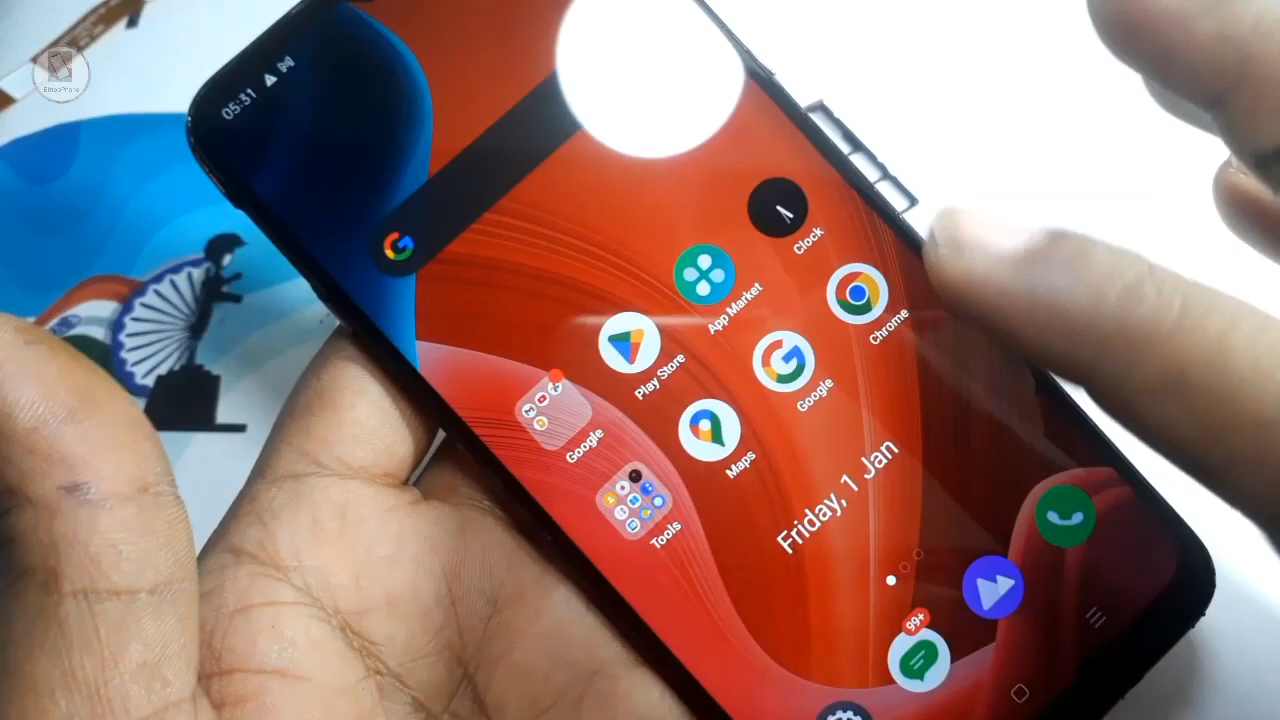 05:31
Clock
App Market
Chrome
Play Store
Google
Google
Maps
Tools
Friday, 1 Jan
99+